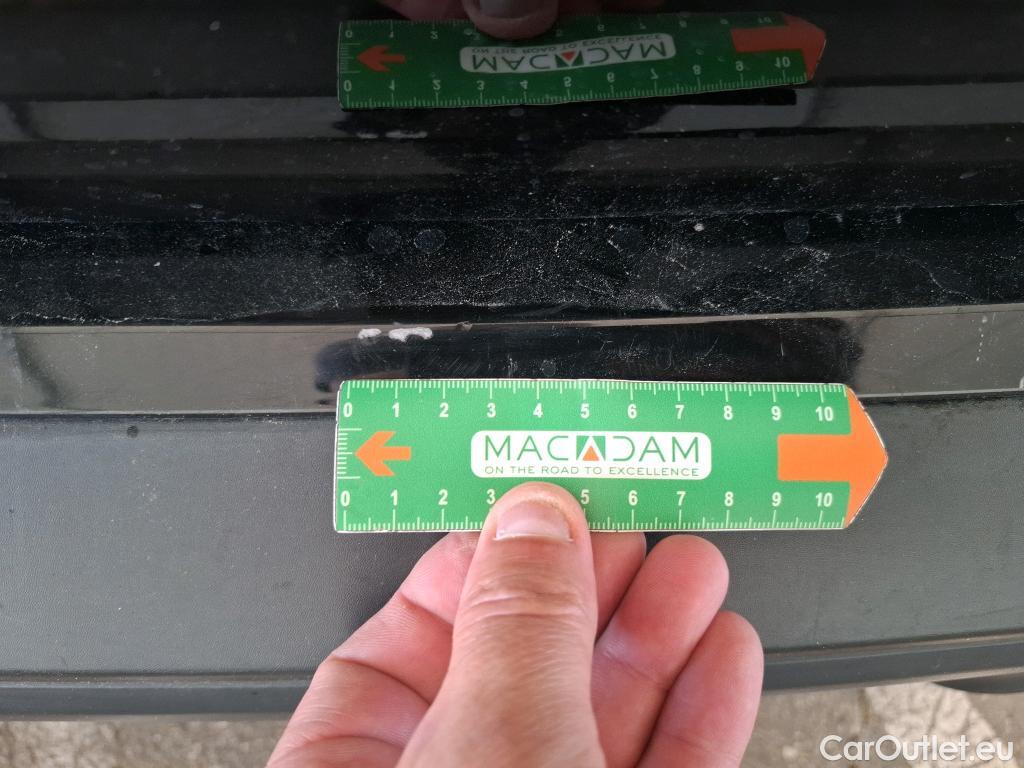 0 1 2 3 4 5 6 7 8 9 10
MACADAM
ON THE ROAD TO EXCELLENCE
0 1 2 3 5 6 7 8 9 10
CarOutlet.eu